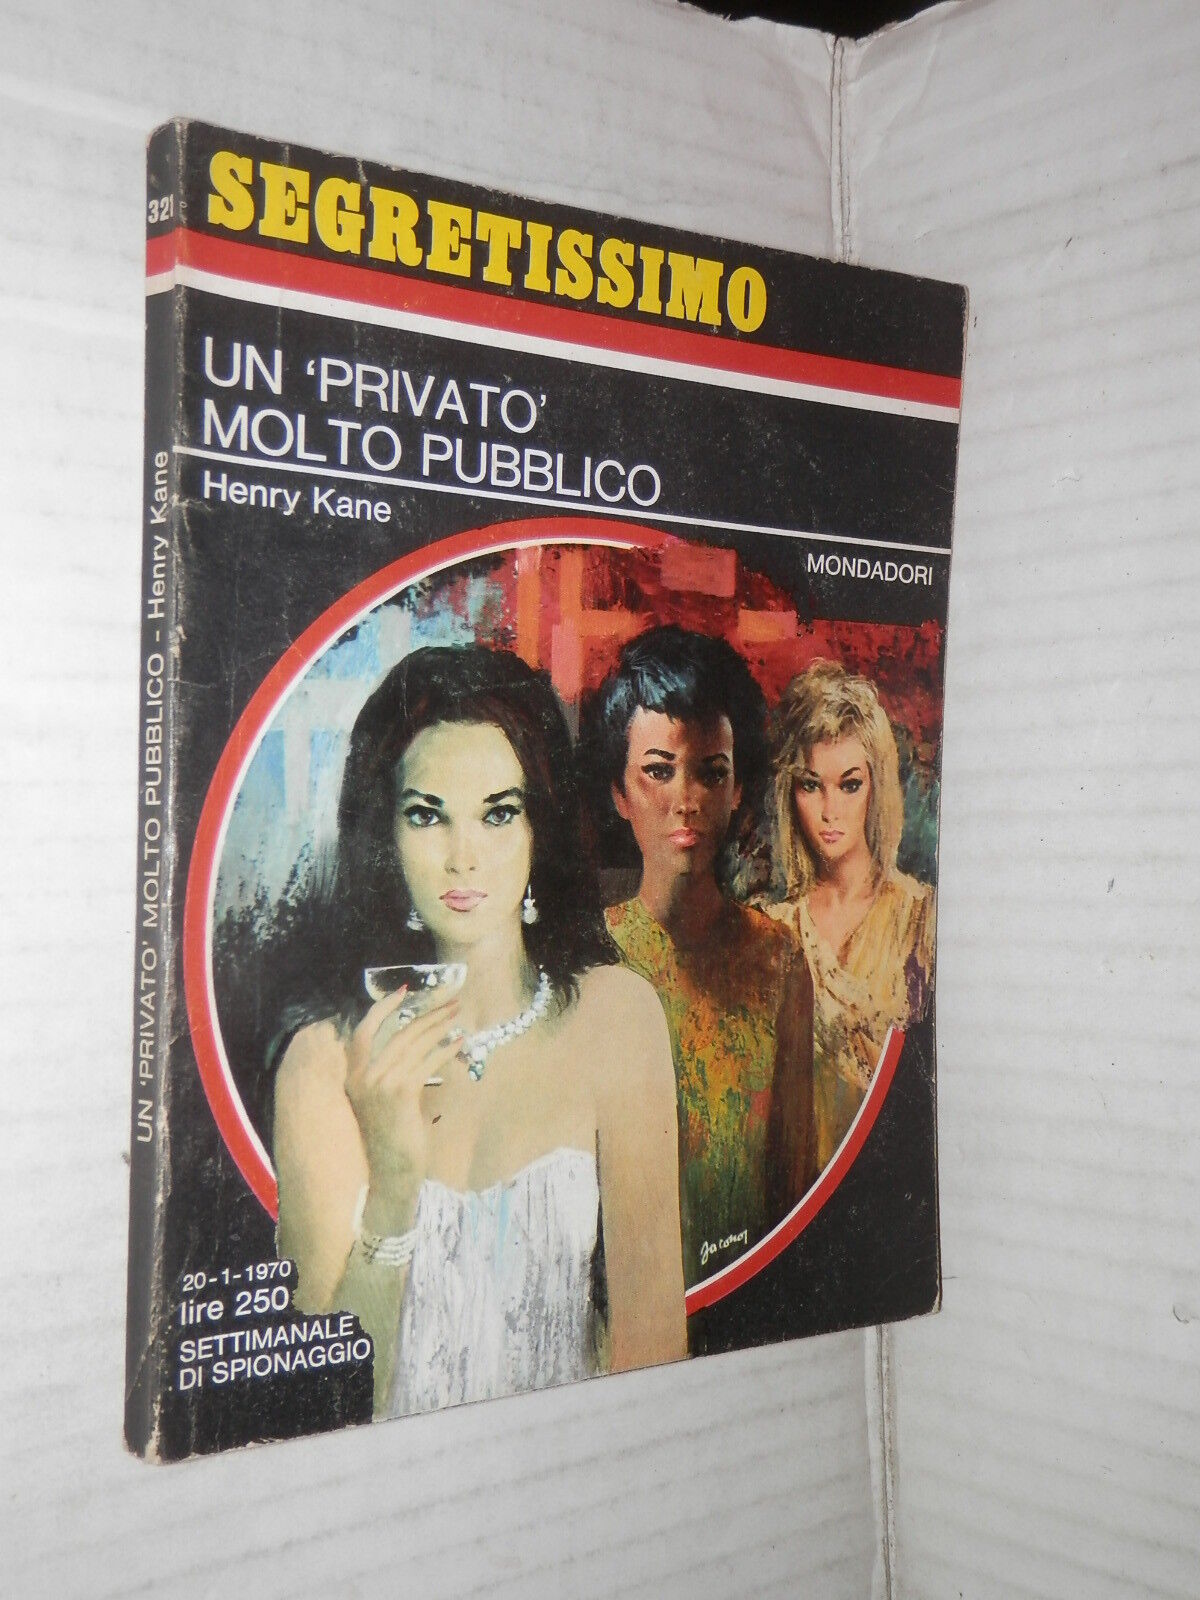 321
SEGRETISSIMO
UN 'PRIVATO'
MOLTO PUBBLICO
Henry Kane
MONDADORI
UN 'PRIVATO' MOLTO PUBBLICO - Henry Kane
Jacono
20-1-1970
lire 250
SETTIMANALE
DI SPIONAGGIO